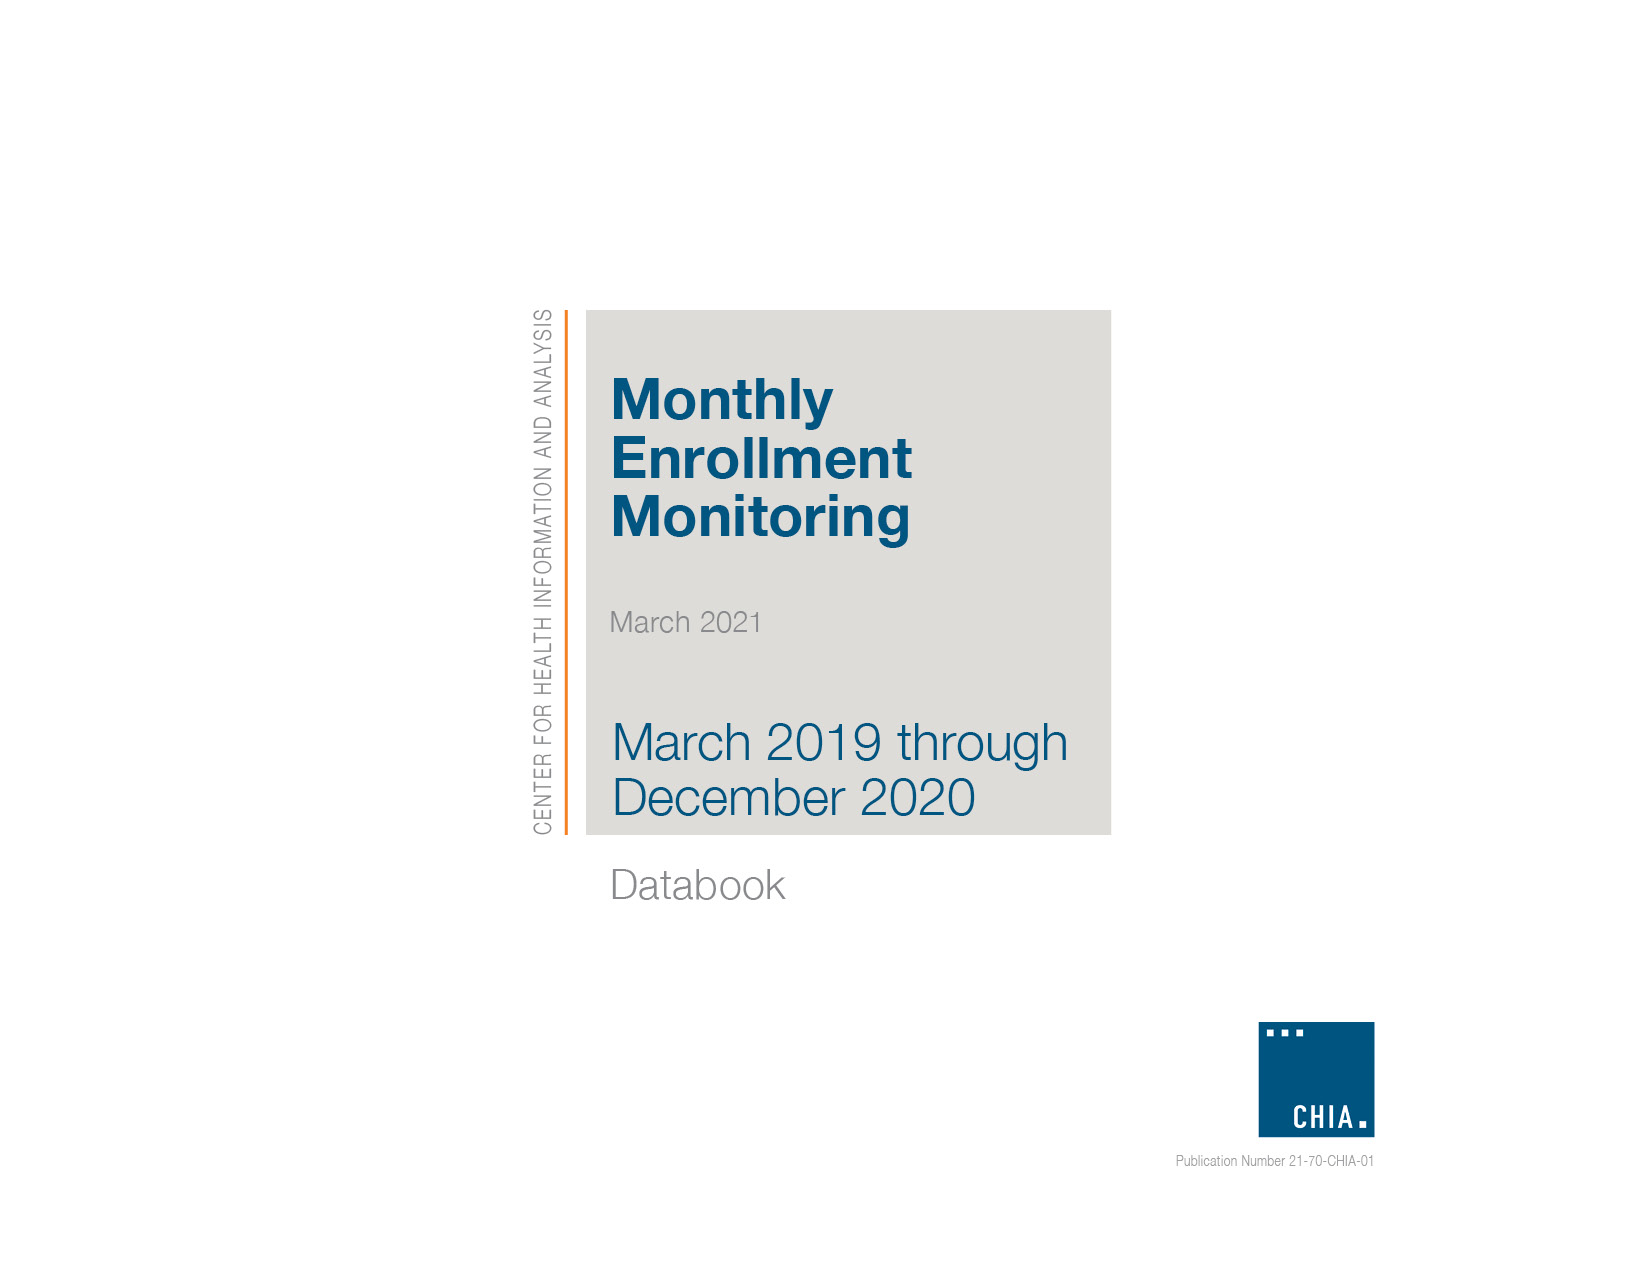 CENTER FOR HEALTH INFORMATION AND ANALYSIS
Monthly
Enrollment
Monitoring
March 2021
March 2019 through
December 2020
Databook
CHIA.
Publication Number 21-70-CHIA-01